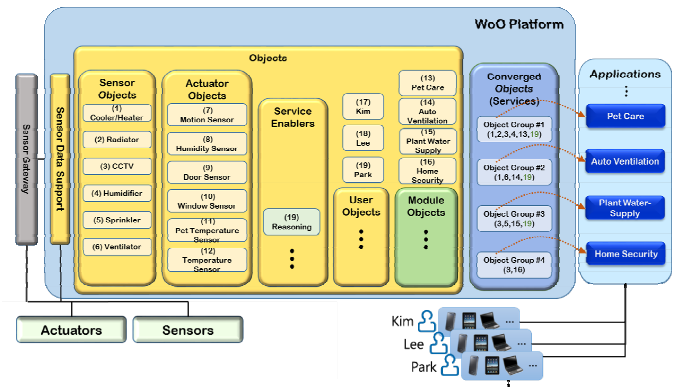 WoO Platform
Objects
Sensor Gateway
Sensor Data Support
Sensor
Objects
(1)
Cooler/Heater
(2) Radiator
(3) CCTV
(4) Humidifier
(5) Sprinkler
(6) Ventilator
Actuator
Objects
(7)
Motion Sensor
(8)
Humidity Sensor
(9)
Door Sensor
(10)
Window Sensor
(11)
Pet Temperature
Sensor
(12)
Temperature
Sensor
Service
Enablers
(19)
Reasoning
(17)
Kim
(18)
Lee
(19)
Park
User
Objects
(13)
Pet Care
(14)
Auto
Ventilation
(15)
Plant Water
Supply
(16)
Home
Security
Module
Objects
Converged
Objects
(Services)
Object Group #1
(1,2,3,4,13,19)
Object Group #2
(1,6,14,19)
Object Group #3
(3,5,15,19)
Object Group #4
(3,16)
Applications
Pet Care
Auto Ventilation
Plant Water-
Supply
Home Security
Actuators
Sensors
Kim
Lee
Park